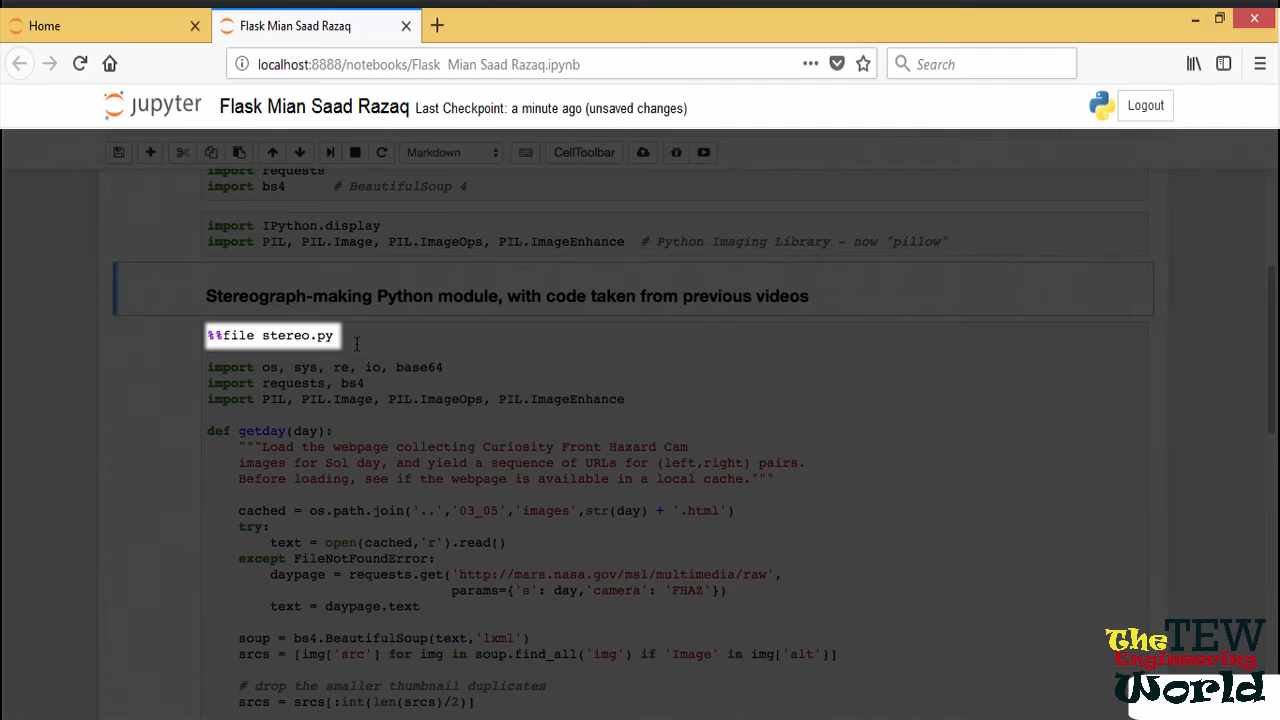 Home
Flask Mian Saad Razaq
localhost:8888/notebooks/Flask Mian Saad Razaq.ipynb
Search
jupyter Flask Mian Saad Razaq Last Checkpoint: a minute ago (unsaved changes)
Logout
Markdown
CellToolbar
import requests
import bs4 # BeautifulSoup 4
import IPython.display
import PIL, PIL.Image, PIL.ImageOps, PIL.ImageEnhance # Python Imaging Library - now "pillow"
Stereograph-making Python module, with code taken from previous videos
%%file stereo.py
import os, sys, re, io, base64
import requests, bs4
import PIL, PIL.Image, PIL.ImageOps, PIL.ImageEnhance
def getday(day):
"""Load the webpage collecting Curiosity Front Hazard Cam
images for Sol day, and yield a sequence of URLs for (left,right) pairs.
Before loading, see if the webpage is available in a local cache."""
cached = os.path.join('..','03_05','images',str(day) + '.html')
try:
text = open(cached,'r').read()
except FileNotFoundError:
daypage = requests.get('http://mars.nasa.gov/msl/multimedia/raw',
params={'s': day,'camera': 'FHAZ'})
text = daypage.text
soup = bs4.BeautifulSoup(text,'lxml')
srcs = [img['src'] for img in soup.find_all('img') if 'Image' in img['alt']]
# drop the smaller thumbnail duplicates
srcs = srcs[:int(len(srcs)/2)]
The TEW
Engineering
World